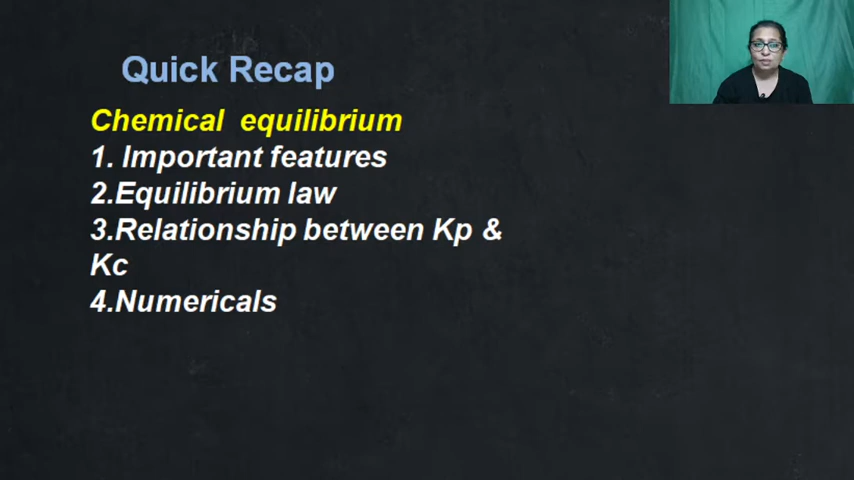 Quick Recap
Chemical equilibrium
1. Important features
2.Equilibrium law
3.Relationship between Kp &
Kc
4.Numericals